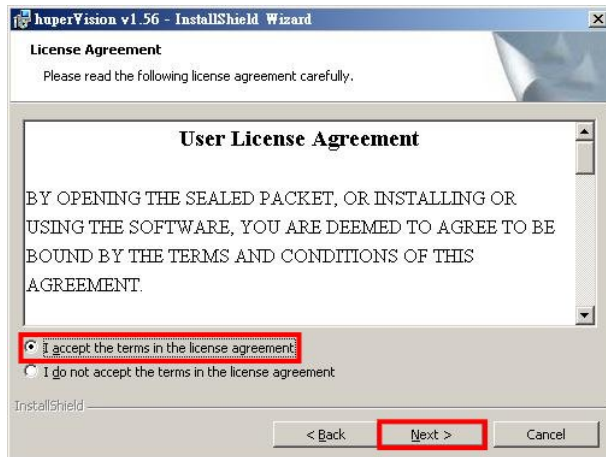 huperVision v1.56 - InstallShield Wizard
License Agreement
Please read the following license agreement carefully.
User License Agreement
BY OPENING THE SEALED PACKET, OR INSTALLING OR
USING THE SOFTWARE, YOU ARE DEEMED TO AGREE TO BE
BOUND BY THE TERMS AND CONDITIONS OF THIS
AGREEMENT.
I accept the terms in the license agreement
I do not accept the terms in the license agreement
InstallShield
< Back Next > Cancel